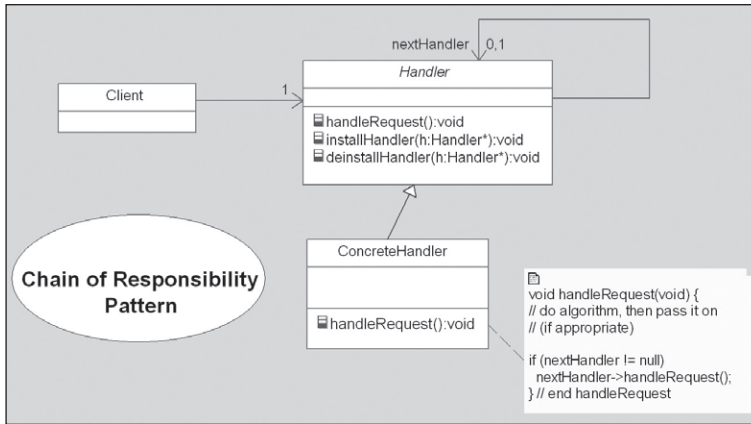 nextHandler 0,1
Handler
Client
1
handleRequest():void
installHandler(h:Handler*):void
deinstallHandler(h:Handler*):void
Chain of Responsibility
Pattern
ConcreteHandler
handleRequest():void
void handleRequest(void) {
// do algorithm, then pass it on
// (if appropriate)
if (nextHandler != null)
nextHandler->handleRequest();
} // end handleRequest